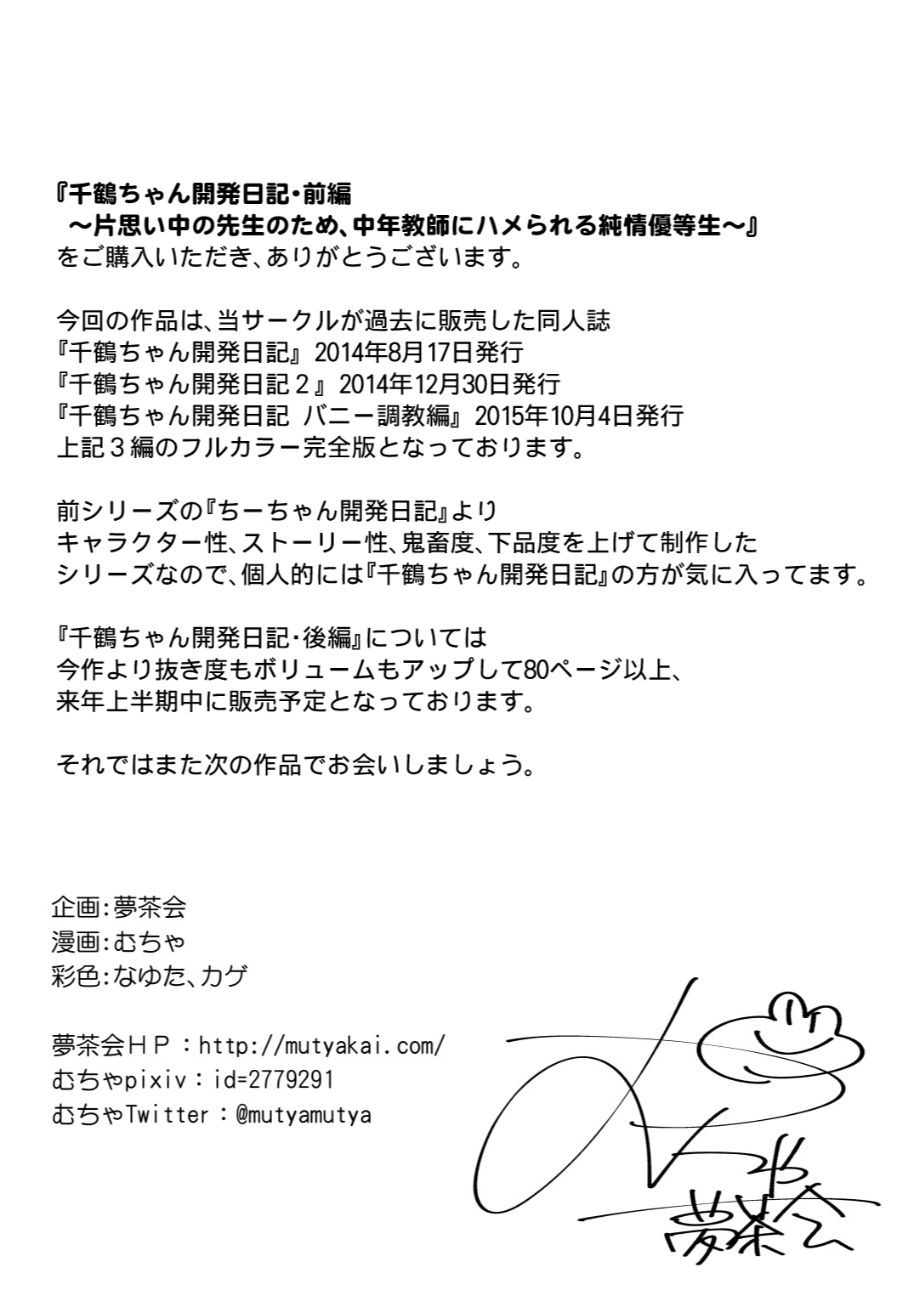 『千鶴ちゃん開発日記・前編
～片思い中の先生のため、中年教師にハメられる純情優等生～』
をご購入いただき、ありがとうございます。
今回の作品は、当サークルが過去に販売した同人誌
『千鶴ちゃん開発日記』 2014年8月17日発行
『千鶴ちゃん開発日記２』 2014年12月30日発行
『千鶴ちゃん開発日記 バニー調教編』 2015年10月4日発行
上記３編のフルカラー完全版となっております。
前シリーズの『ちーちゃん開発日記』より
キャラクター性、ストーリー性、鬼畜度、下品度を上げて制作した
シリーズなので、個人的には『千鶴ちゃん開発日記』の方が気に入ってます。
『千鶴ちゃん開発日記・後編』については
今作より抜き度もボリュームもアップして80ページ以上、
来年上半期中に販売予定となっております。
それではまた次の作品でお会いしましょう。
企画：夢茶会
漫画：むちゃ
彩色：なゆた、カゲ
夢茶会ＨＰ：http://mutyakai.com/
むちゃpixiv：id=2779291
むちゃTwitter：@mutyamutya
夢茶会